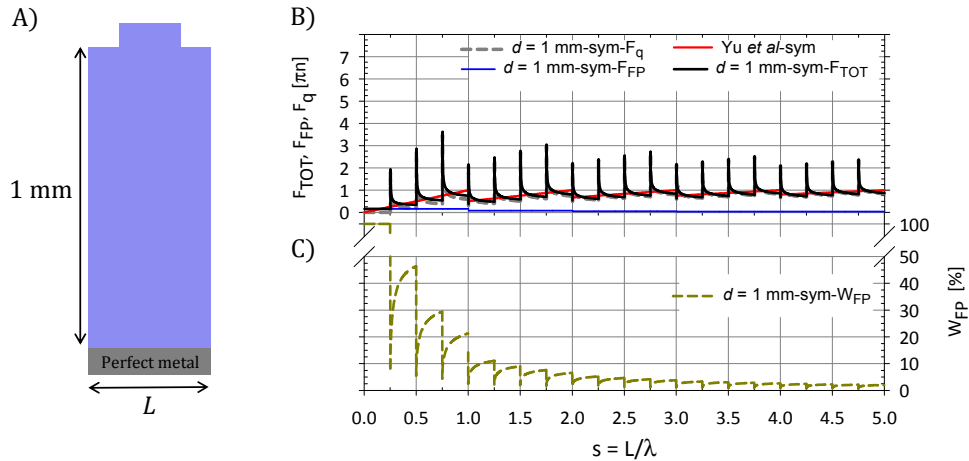 A)
1 mm
Perfect metal
L
B)
F_TOT, F_FP, F_q [πn]
7
6
5
4
3
2
1
0
d = 1 mm-sym-F_q
Yu et al-sym
d = 1 mm-sym-F_FP
d = 1 mm-sym-F_TOT
100
C)
50
40
30
20
10
0
W_FP [%]
d = 1 mm-sym-W_FP
0.0 0.5 1.0 1.5 2.0 2.5 3.0 3.5 4.0 4.5 5.0
s = L/λ